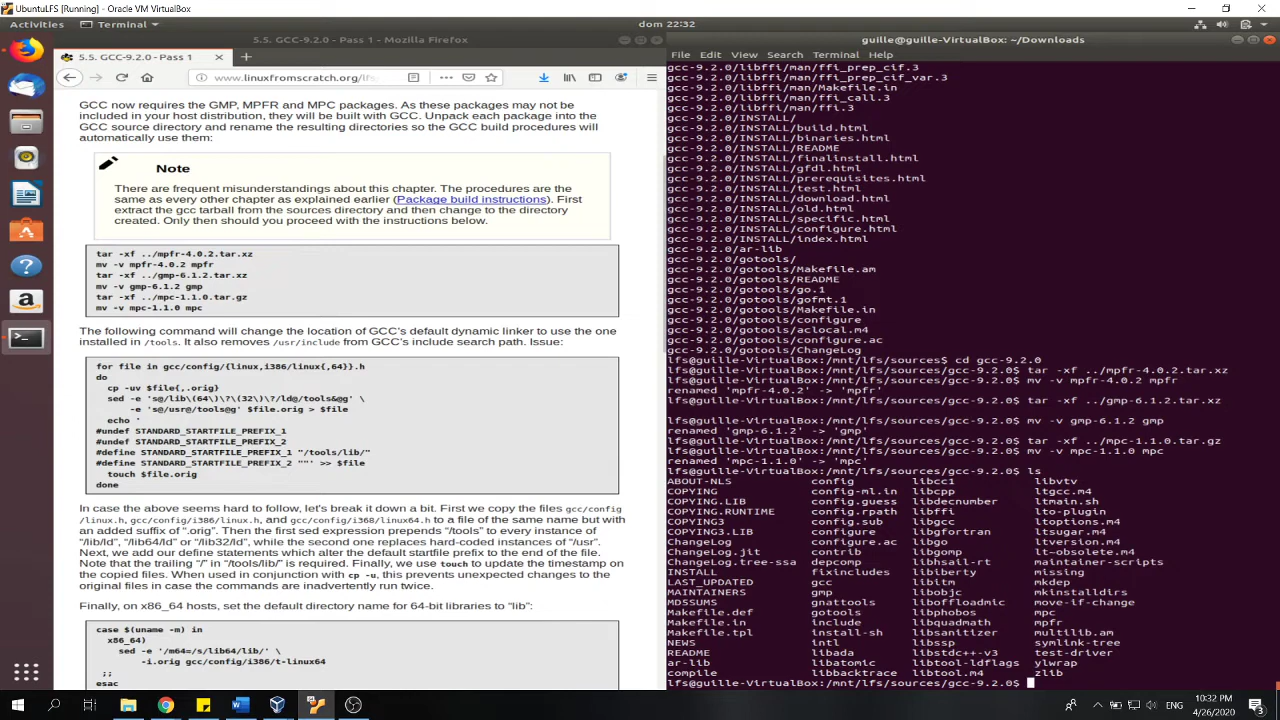 UbuntuLFS [Running] - Oracle VM VirtualBox
Activities
Terminal
dom 22:32
5.5. GCC-9.2.0 - Pass 1 - Mozilla Firefox
5.5. GCC-9.2.0 - Pass 1
www.linuxfromscratch.org/lfs
GCC now requires the GMP, MPFR and MPC packages. As these packages may not be
included in your host distribution, they will be built with GCC. Unpack each package into the
GCC source directory and rename the resulting directories so the GCC build procedures will
automatically use them:
Note
There are frequent misunderstandings about this chapter. The procedures are the
same as every other chapter as explained earlier (Package build instructions). First
extract the gcc tarball from the sources directory and then change to the directory
created. Only then should you proceed with the instructions below.
tar -xf ../mpfr-4.0.2.tar.xz
mv -v mpfr-4.0.2 mpfr
tar -xf ../gmp-6.1.2.tar.xz
mv -v gmp-6.1.2 gmp
tar -xf ../mpc-1.1.0.tar.gz
mv -v mpc-1.1.0 mpc
The following command will change the location of GCC's default dynamic linker to use the one
installed in /tools. It also removes /usr/include from GCC's include search path. Issue:
for file in gcc/config/{linux,i386/linux{,64}}.h
do
cp -uv $file{,.orig}
sed -e 's@/lib\(64\)\?\(32\)\?/ld@/tools&@g' \
-e 's@/usr@/tools@g' $file.orig > $file
echo '
#undef STANDARD_STARTFILE_PREFIX_1
#undef STANDARD_STARTFILE_PREFIX_2
#define STANDARD_STARTFILE_PREFIX_1 "/tools/lib/"
#define STANDARD_STARTFILE_PREFIX_2 ""' >> $file
touch $file.orig
done
In case the above seems hard to follow, let's break it down a bit. First we copy the files gcc/config
/linux.h, gcc/config/i386/linux.h, and gcc/config/i368/linux64.h to a file of the same name but with
an added suffix of “.orig”. Then the first sed expression prepends “/tools” to every instance of
“/lib/ld”, “/lib64/ld” or “/lib32/ld”, while the second one replaces hard-coded instances of “/usr”.
Next, we add our define statements which alter the default startfile prefix to the end of the file.
Note that the trailing “/” in “/tools/lib/” is required. Finally, we use touch to update the timestamp on
the copied files. When used in conjunction with cp -u, this prevents unexpected changes to the
original files in case the commands are inadvertently run twice.
Finally, on x86_64 hosts, set the default directory name for 64-bit libraries to “lib”:
case $(uname -m) in
x86_64)
sed -e '/m64=/s/lib64/lib/' \
-i.orig gcc/config/i386/t-linux64
;;
esac
guille@guille-VirtualBox: ~/Downloads
File Edit View Search Terminal Help
gcc-9.2.0/libffi/man/ffi_prep_cif.3
gcc-9.2.0/libffi/man/ffi_prep_cif_var.3
gcc-9.2.0/libffi/man/Makefile.in
gcc-9.2.0/libffi/man/ffi_call.3
gcc-9.2.0/libffi/man/ffi.3
gcc-9.2.0/INSTALL/
gcc-9.2.0/INSTALL/build.html
gcc-9.2.0/INSTALL/binaries.html
gcc-9.2.0/INSTALL/README
gcc-9.2.0/INSTALL/finalinstall.html
gcc-9.2.0/INSTALL/gfdl.html
gcc-9.2.0/INSTALL/prerequisites.html
gcc-9.2.0/INSTALL/test.html
gcc-9.2.0/INSTALL/download.html
gcc-9.2.0/INSTALL/old.html
gcc-9.2.0/INSTALL/specific.html
gcc-9.2.0/INSTALL/configure.html
gcc-9.2.0/INSTALL/index.html
gcc-9.2.0/ar-lib
gcc-9.2.0/gotools/
gcc-9.2.0/gotools/Makefile.am
gcc-9.2.0/gotools/README
gcc-9.2.0/gotools/go.1
gcc-9.2.0/gotools/gofmt.1
gcc-9.2.0/gotools/Makefile.in
gcc-9.2.0/gotools/configure
gcc-9.2.0/gotools/aclocal.m4
gcc-9.2.0/gotools/configure.ac
gcc-9.2.0/gotools/ChangeLog
lfs@guille-VirtualBox:/mnt/lfs/sources$ cd gcc-9.2.0
lfs@guille-VirtualBox:/mnt/lfs/sources/gcc-9.2.0$ tar -xf ../mpfr-4.0.2.tar.xz
lfs@guille-VirtualBox:/mnt/lfs/sources/gcc-9.2.0$ mv -v mpfr-4.0.2 mpfr
renamed 'mpfr-4.0.2' -> 'mpfr'
lfs@guille-VirtualBox:/mnt/lfs/sources/gcc-9.2.0$ tar -xf ../gmp-6.1.2.tar.xz
lfs@guille-VirtualBox:/mnt/lfs/sources/gcc-9.2.0$ mv -v gmp-6.1.2 gmp
renamed 'gmp-6.1.2' -> 'gmp'
lfs@guille-VirtualBox:/mnt/lfs/sources/gcc-9.2.0$ tar -xf ../mpc-1.1.0.tar.gz
lfs@guille-VirtualBox:/mnt/lfs/sources/gcc-9.2.0$ mv -v mpc-1.1.0 mpc
renamed 'mpc-1.1.0' -> 'mpc'
lfs@guille-VirtualBox:/mnt/lfs/sources/gcc-9.2.0$ ls
ABOUT-NLS config libcc1 libvtv
COPYING config-ml.in libcpp ltgcc.m4
COPYING.LIB config.guess libdecnumber ltmain.sh
COPYING.RUNTIME config.rpath libffi lto-plugin
COPYING3 config.sub libgcc ltoptions.m4
COPYING3.LIB configure libgfortran ltsugar.m4
ChangeLog configure.ac libgo ltversion.m4
ChangeLog.jit contrib libgomp lt~obsolete.m4
ChangeLog.tree-ssa depcomp libhsail-rt maintainer-scripts
INSTALL fixincludes libiberty missing
LAST_UPDATED gcc libitm mkdep
MAINTAINERS gmp libobjc mkinstalldirs
MD5SUMS gnattools liboffloadmic move-if-change
Makefile.def gotools libphobos mpc
Makefile.in include libquadmath mpfr
Makefile.tpl install-sh libsanitizer multilib.am
NEWS intl libssp symlink-tree
README libada libstdc++-v3 test-driver
ar-lib libatomic libtool-ldflags ylwrap
compile libbacktrace libtool.m4 zlib
lfs@guille-VirtualBox:/mnt/lfs/sources/gcc-9.2.0$
10:32 PM
4/26/2020
3